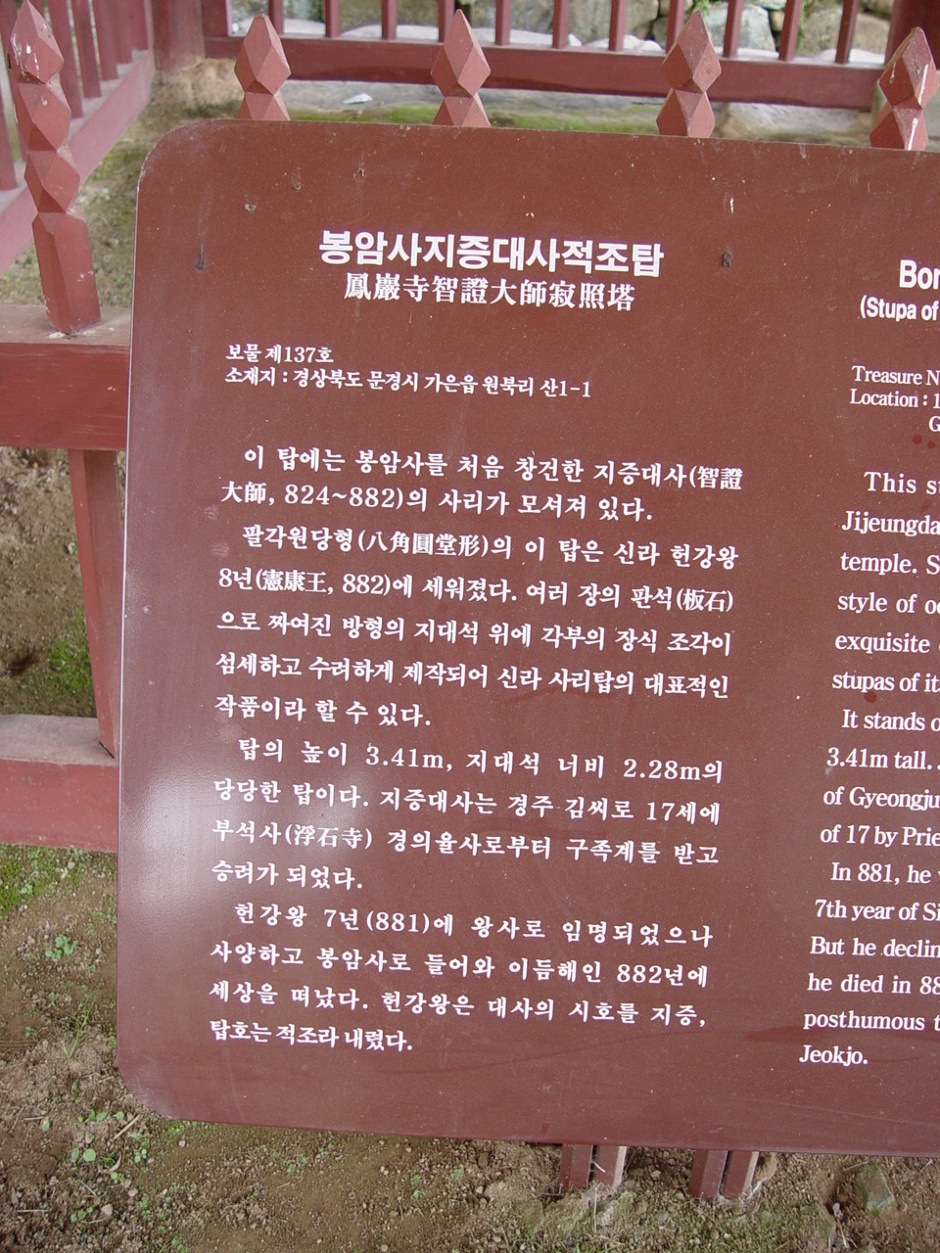 봉암사지증대사적조탑
鳳巖寺智證大師寂照塔
보물 제137호
소재지 : 경상북도 문경시 가은읍 원북리 산1-1
이 탑에는 봉암사를 처음 창건한 지증대사(智證
大師, 824~882)의 사리가 모셔져 있다.
팔각원당형(八角圓堂形)의 이 탑은 신라 헌강왕
8년(憲康王, 882)에 세워졌다. 여러 장의 판석(板石)
으로 짜여진 방형의 지대석 위에 각부의 장식 조각이
섬세하고 수려하게 제작되어 신라 사리탑의 대표적인
작품이라 할 수 있다.
탑의 높이 3.41m, 지대석 너비 2.28m의
당당한 탑이다. 지증대사는 경주 김씨로 17세에
부석사(浮石寺) 경의율사로부터 구족계를 받고
승려가 되었다.
헌강왕 7년(881)에 왕사로 임명되었으나
사양하고 봉암사로 들어와 이듬해인 882년에
세상을 떠났다. 헌강왕은 대사의 시호를 지증,
탑호는 적조라 내렸다.
Bon
(Stupa of
Treasure N
Location : 1
G
This st
Jijeungda
temple. S
style of oc
exquisite
stupas of it
It stands o
3.41m tall.
of Gyeongju
of 17 by Prie
In 881, he
7th year of Si
But he declin
he died in 88
posthumous t
Jeokjo.